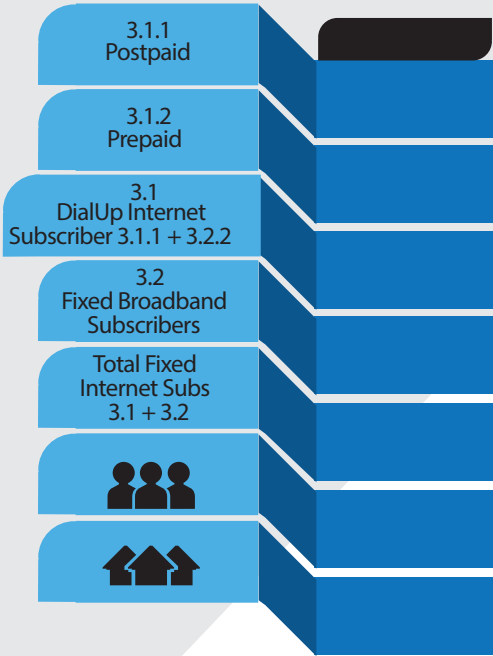 3.1.1
Postpaid
3.1.2
Prepaid
3.1
DialUp Internet
Subscriber 3.1.1 + 3.2.2
3.2
Fixed Broadband
Subscribers
Total Fixed
Internet Subs
3.1 + 3.2